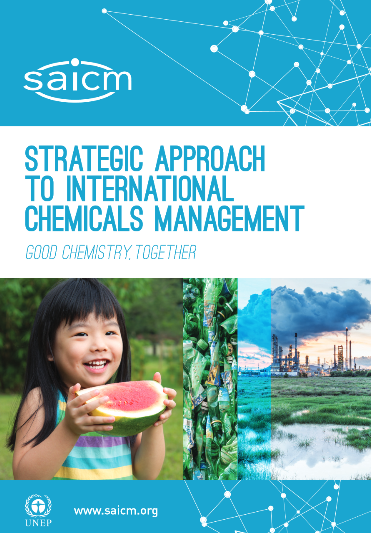 saicm
STRATEGIC APPROACH
TO INTERNATIONAL
CHEMICALS MANAGEMENT
GOOD CHEMISTRY, TOGETHER
UNEP
www.saicm.org